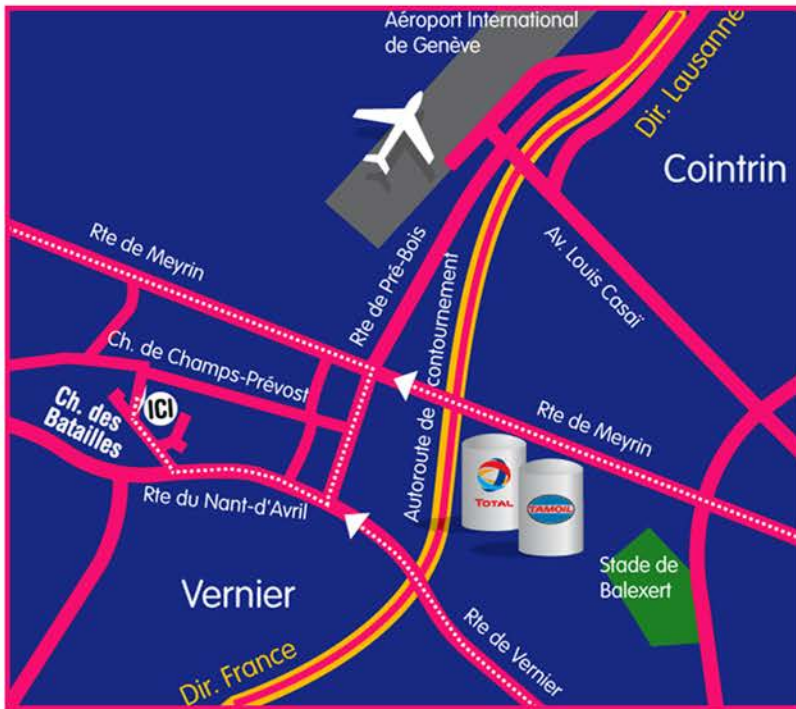 Aéroport International
de Genève
Dir. Lausanne
Cointrin
Rte de Meyrin
Rte de Pré-Bois
Av. Louis Casaï
Autoroute de contournement
Ch. de Champs-Prévost
ICI
Ch. des
Batailles
Rte de Meyrin
TOTAL
TAMOIL
Rte du Nant-d'Avril
Stade de
Balexert
Vernier
Rte de Vernier
Dir. France